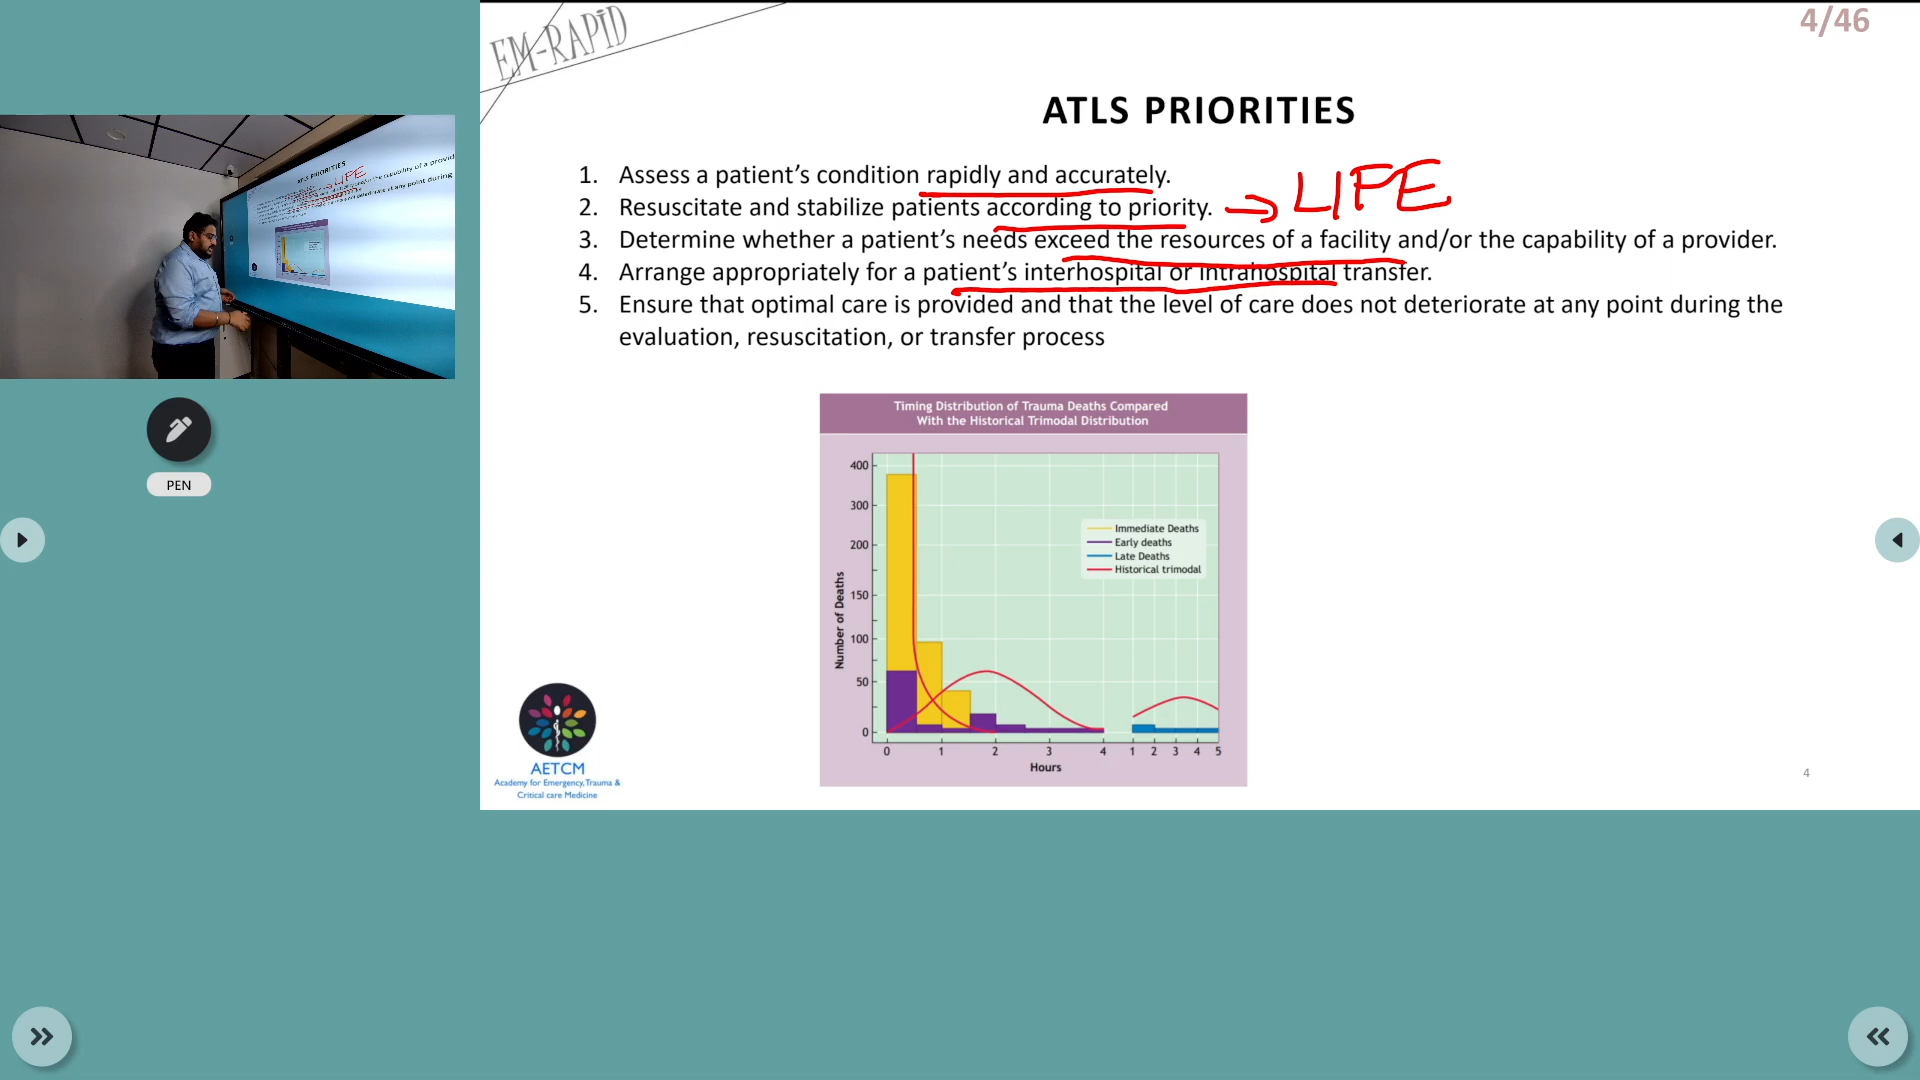 EM-RAPiD
4/46
ATLS PRIORITIES
1. Assess a patient’s condition rapidly and accurately.
2. Resuscitate and stabilize patients according to priority. → LIFE
3. Determine whether a patient’s needs exceed the resources of a facility and/or the capability of a provider.
4. Arrange appropriately for a patient’s interhospital or intrahospital transfer.
5. Ensure that optimal care is provided and that the level of care does not deteriorate at any point during the
evaluation, resuscitation, or transfer process
PEN
Timing Distribution of Trauma Deaths Compared
With the Historical Trimodal Distribution
Number of Deaths
400
300
200
150
100
50
0
Immediate Deaths
Early deaths
Late Deaths
Historical trimodal
0 1 2 3 4 1 2 3 4 5
Hours
AETCM
Academy for Emergency,Trauma &
Critical care Medicine
4